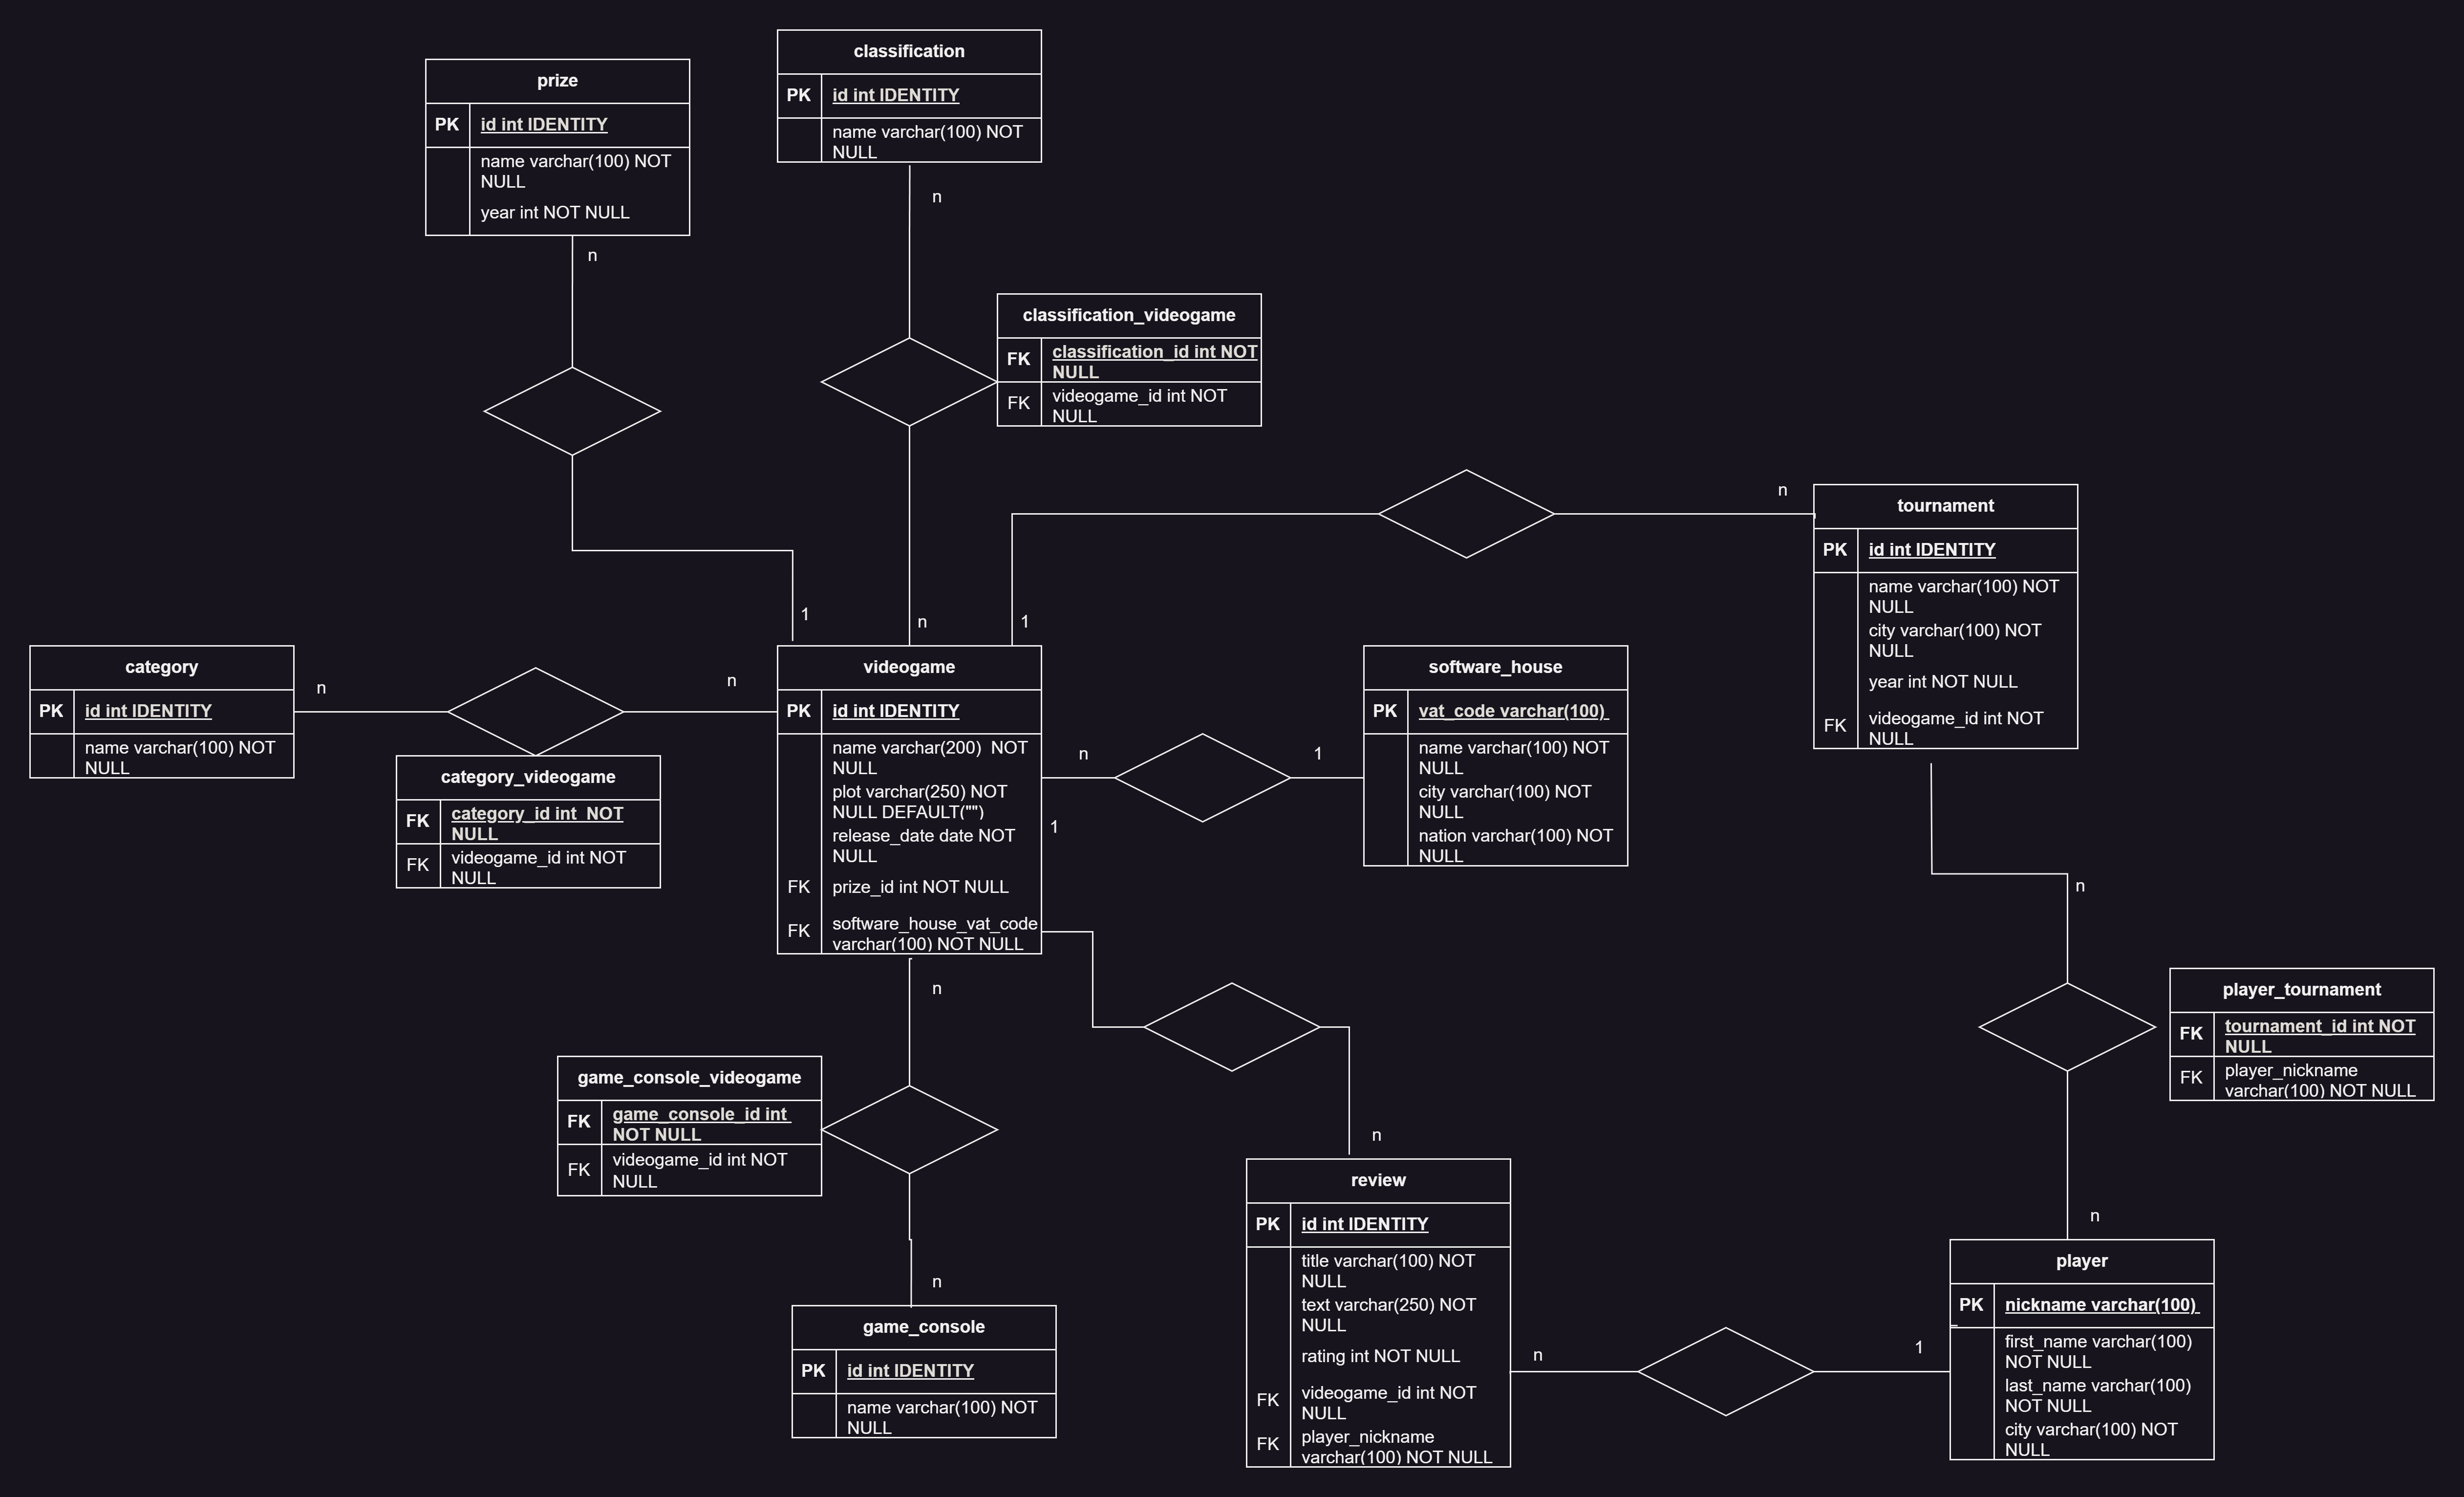 classification
PK id int IDENTITY
name varchar(100) NOT
NULL
prize
PK id int IDENTITY
name varchar(100) NOT
NULL
year int NOT NULL
n
n
classification_videogame
FK classification_id int NOT
NULL
FK videogame_id int NOT
NULL
n
tournament
PK id int IDENTITY
name varchar(100) NOT
NULL
city varchar(100) NOT
NULL
year int NOT NULL
FK videogame_id int NOT
NULL
1
n
1
category
PK id int IDENTITY
name varchar(100) NOT
NULL
n
n
category_videogame
FK category_id int  NOT
NULL
FK videogame_id int NOT
NULL
videogame
PK id int IDENTITY
name varchar(200)  NOT
NULL
plot varchar(250) NOT
NULL DEFAULT("")
release_date date NOT
NULL
FK prize_id int NOT NULL
FK software_house_vat_code
varchar(100) NOT NULL
n
1
1
software_house
PK vat_code varchar(100)
name varchar(100) NOT
NULL
city varchar(100) NOT
NULL
nation varchar(100) NOT
NULL
n
n
player_tournament
FK tournament_id int NOT
NULL
FK player_nickname
varchar(100) NOT NULL
game_console_videogame
FK game_console_id int
NOT NULL
FK videogame_id int NOT
NULL
n
n
n
game_console
PK id int IDENTITY
name varchar(100) NOT
NULL
review
PK id int IDENTITY
title varchar(100) NOT
NULL
text varchar(250) NOT
NULL
rating int NOT NULL
FK videogame_id int NOT
NULL
FK player_nickname
varchar(100) NOT NULL
n
1
player
PK nickname varchar(100)
first_name varchar(100)
NOT NULL
last_name varchar(100)
NOT NULL
city varchar(100) NOT
NULL